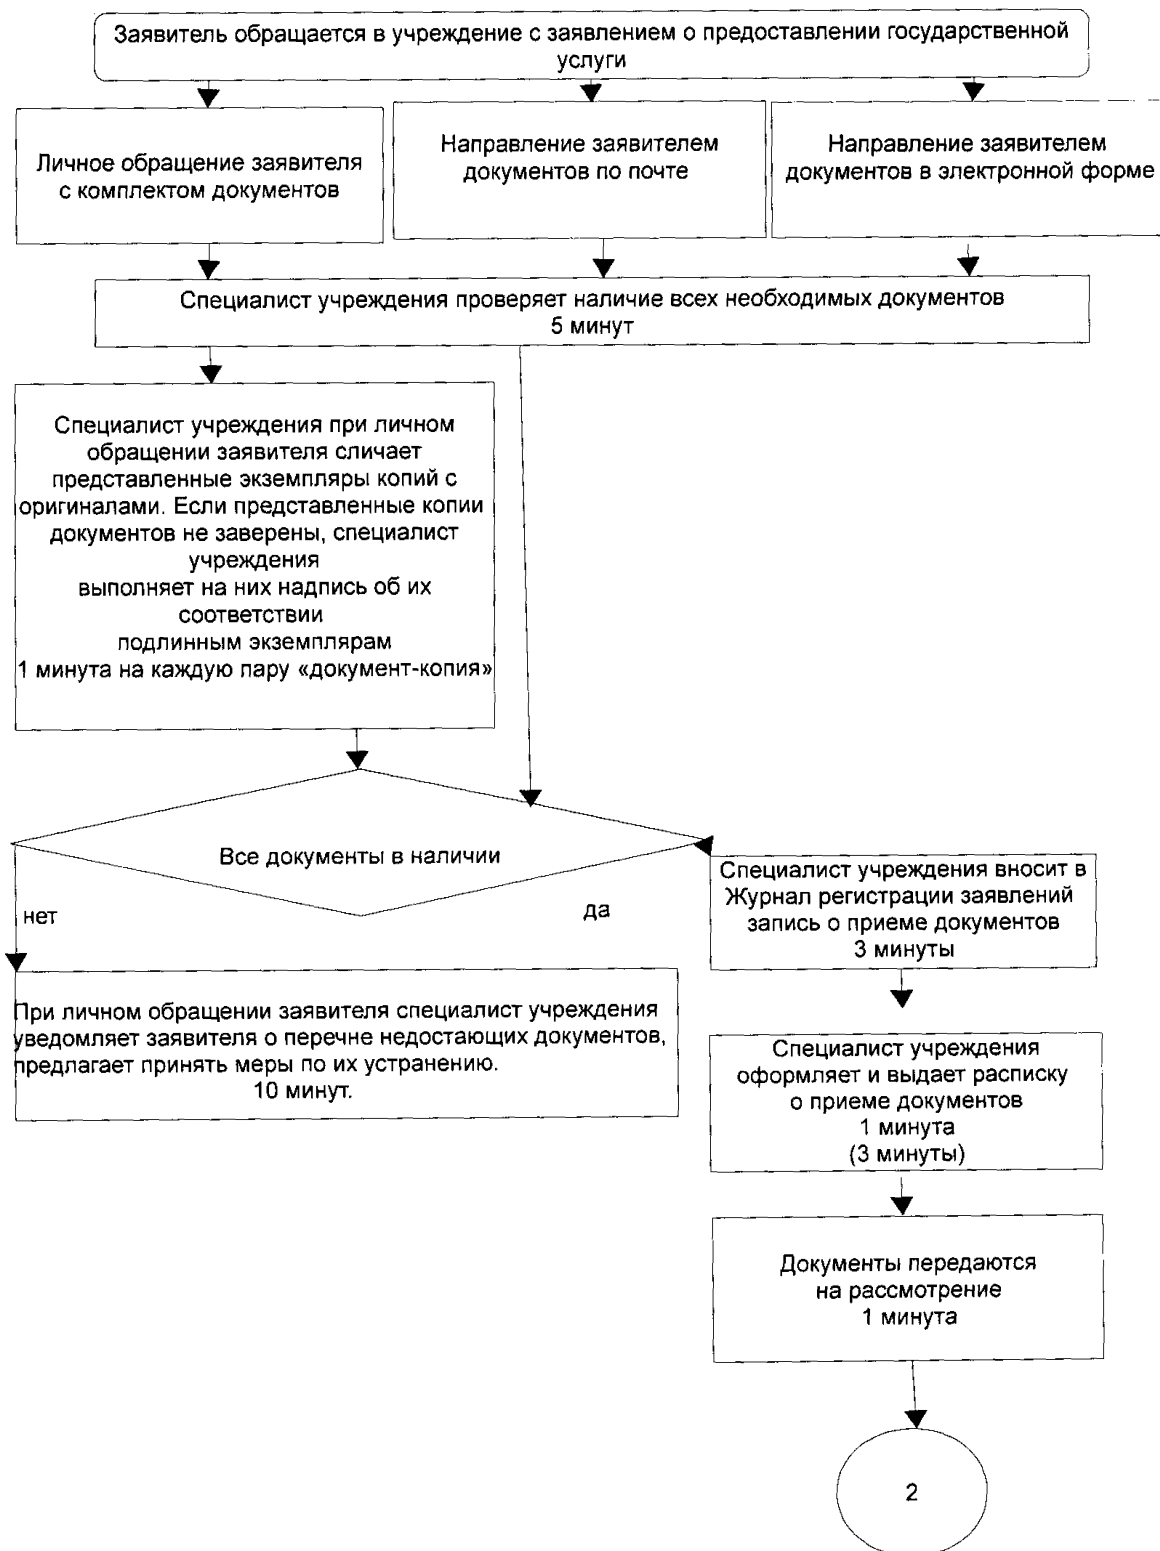 Заявитель обращается в учреждение с заявлением о предоставлении государственной
услуги
Личное обращение заявителя
с комплектом документов
Направление заявителем
документов по почте
Направление заявителем
документов в электронной форме
Специалист учреждения проверяет наличие всех необходимых документов
5 минут
Специалист учреждения при личном
обращении заявителя сличает
представленные экземпляры копий с
оригиналами. Если представленные копии
документов не заверены, специалист
учреждения
выполняет на них надпись об их
соответствии
подлинным экземплярам
1 минута на каждую пару «документ-копия»
Все документы в наличии
нет
да
Специалист учреждения вносит в
Журнал регистрации заявлений
запись о приеме документов
3 минуты
При личном обращении заявителя специалист учреждения
уведомляет заявителя о перечне недостающих документов,
предлагает принять меры по их устранению.
10 минут.
Специалист учреждения
оформляет и выдает расписку
о приеме документов
1 минута
(3 минуты)
Документы передаются
на рассмотрение
1 минута
2